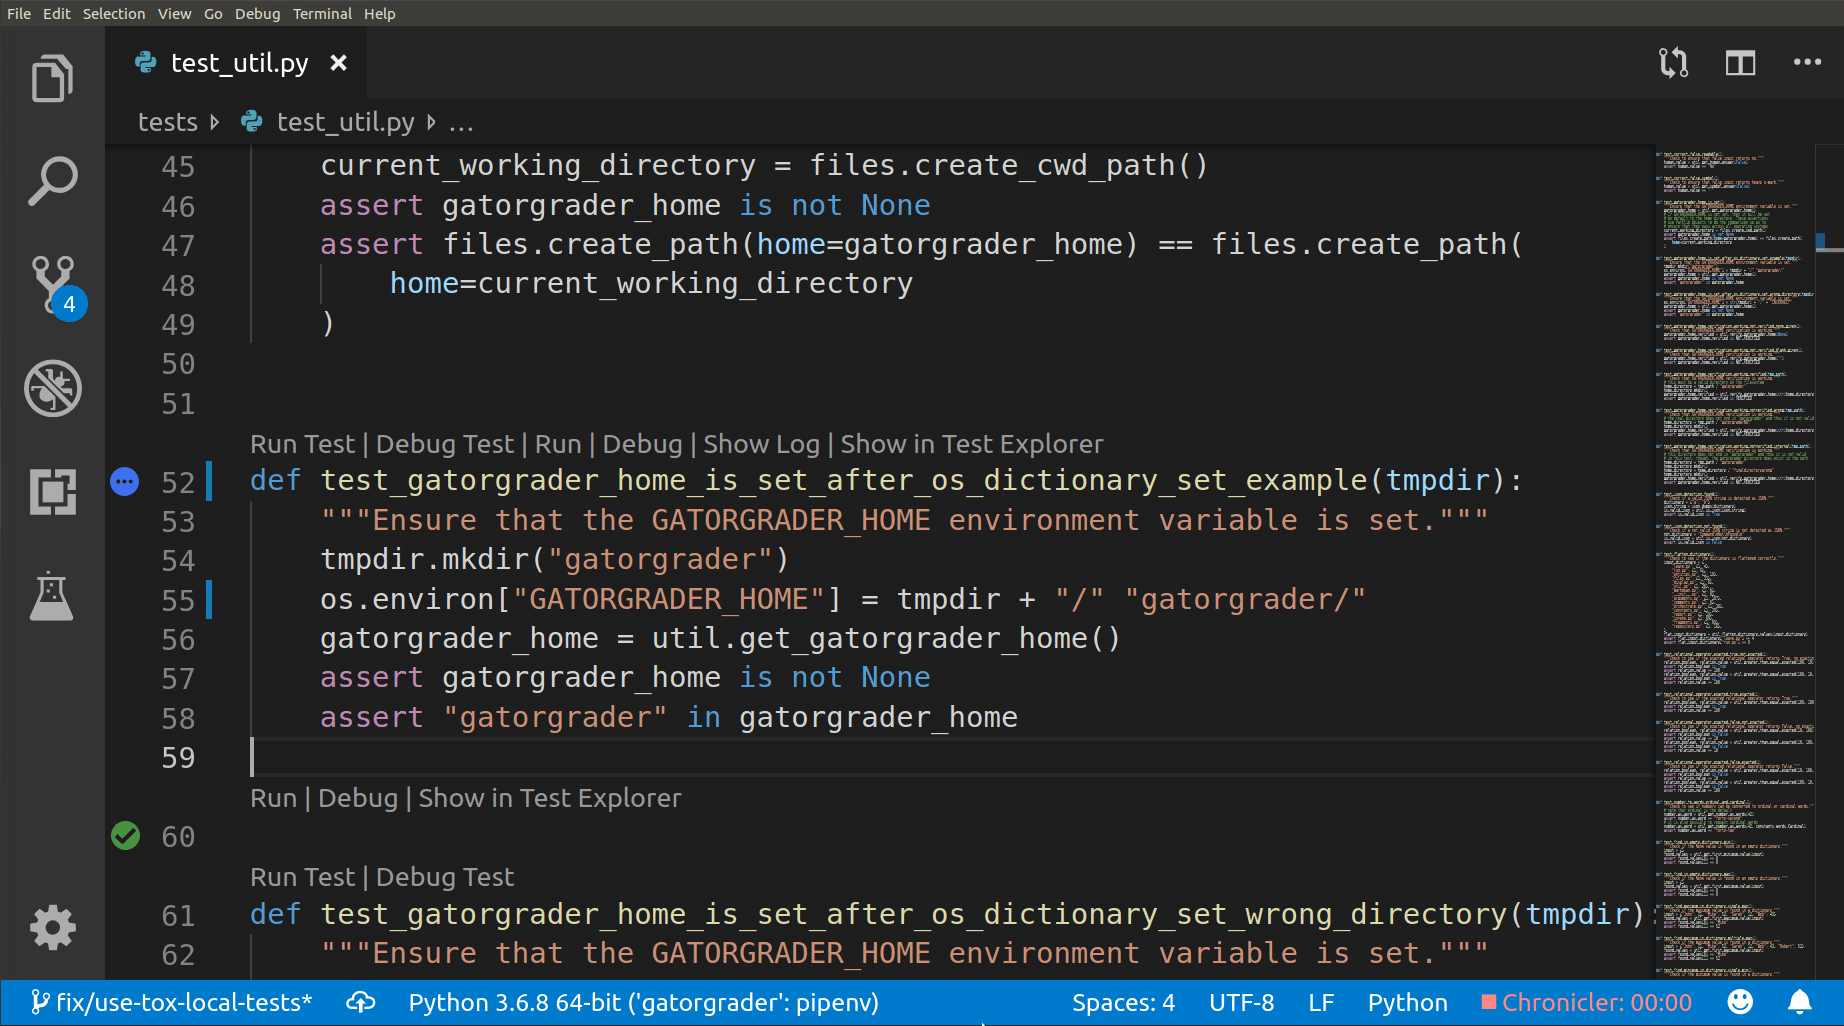 File Edit Selection View Go Debug Terminal Help
test_util.py
tests test_util.py ...
45 current_working_directory = files.create_cwd_path()
46 assert gatorgrader_home is not None
47 assert files.create_path(home=gatorgrader_home) == files.create_path(
48 home=current_working_directory
49 )
50
51
Run Test | Debug Test | Run | Debug | Show Log | Show in Test Explorer
52 def test_gatorgrader_home_is_set_after_os_dictionary_set_example(tmpdir):
53 """Ensure that the GATORGRADER_HOME environment variable is set."""
54 tmpdir.mkdir("gatorgrader")
55 os.environ["GATORGRADER_HOME"] = tmpdir + "/" "gatorgrader/"
56 gatorgrader_home = util.get_gatorgrader_home()
57 assert gatorgrader_home is not None
58 assert "gatorgrader" in gatorgrader_home
59
Run | Debug | Show in Test Explorer
60
Run Test | Debug Test
61 def test_gatorgrader_home_is_set_after_os_dictionary_set_wrong_directory(tmpdir)
62 """Ensure that the GATORGRADER_HOME environment variable is set."""
4
fix/use-tox-local-tests* Python 3.6.8 64-bit ('gatorgrader': pipenv) Spaces: 4 UTF-8 LF Python Chronicler: 00:00